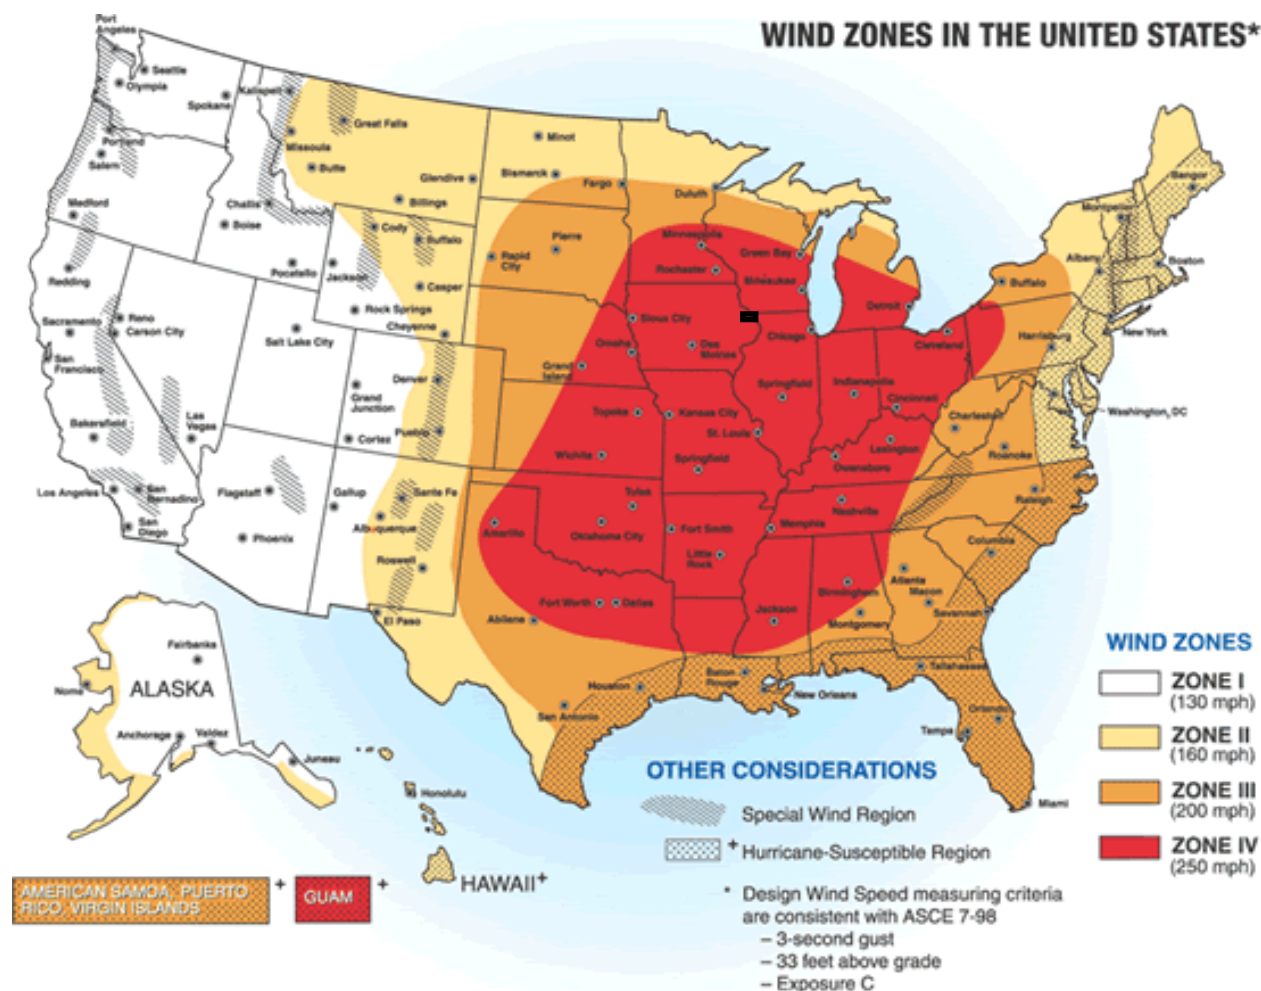 WIND ZONES IN THE UNITED STATES*
Port
Angeles
Seattle
Olympia
Spokane
Kalispell
Great Falls
Missoula
Butte
Glendive
Billings
Minot
Bismarck
Fargo
Duluth
Portland
Salem
Medford
Challis
Boise
Pocatello
Cody
Buffalo
Jackson
Casper
Rock Springs
Cheyenne
Rapid
City
Pierre
Minneapolis
Rochester
Green Bay
Milwaukee
Bangor
Montpelier
Albany
Boston
Buffalo
Detroit
Redding
Sacramento
Reno
Carson City
San
Francisco
Salt Lake City
Sioux City
Des
Moines
Omaha
Grand
Island
Chicago
Cleveland
Harrisburg
New York
Denver
Grand
Junction
Pueblo
Cortez
Bakersfield
Las
Vegas
Topeka
Kansas City
Springfield
Indianapolis
Cincinnati
St. Louis
Charleston
Washington, DC
Wichita
Springfield
Lexington
Owensboro
Roanoke
Los Angeles
San
Bernadino
San
Diego
Flagstaff
Phoenix
Gallup
Sante Fe
Albuquerque
Roswell
El Paso
Amarillo
Tulsa
Oklahoma City
Fort Smith
Little
Rock
Memphis
Nashville
Raleigh
Columbia
Atlante
Macon
Savannah
Birmingham
Montgomery
Jackson
Fort Worth
Dallas
Abilene
Houston
San Antonio
Baton
Rouge
New Orleans
Tallahassee
Orlando
Tampa
Miami
Fairbanks
Nome
ALASKA
Anchorage
Valdez
Juneau
Honolulu
HAWAII+
AMERICAN SAMOA, PUERTO
RICO, VIRGIN ISLANDS
+
GUAM
+
OTHER CONSIDERATIONS
Special Wind Region
+ Hurricane-Susceptible Region
* Design Wind Speed measuring criteria
are consistent with ASCE 7-98
– 3-second gust
– 33 feet above grade
– Exposure C
WIND ZONES
ZONE I
(130 mph)
ZONE II
(160 mph)
ZONE III
(200 mph)
ZONE IV
(250 mph)